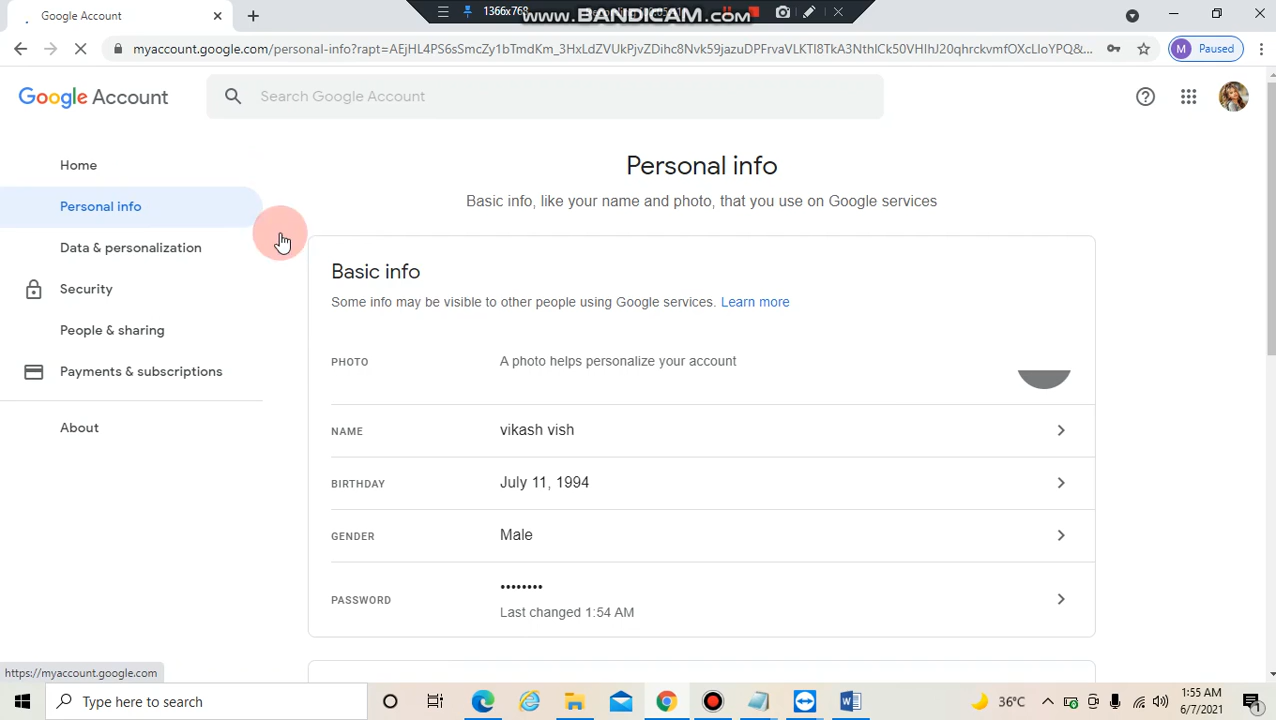 Google Account
1366x768
www.BANDICAM.com
myaccount.google.com/personal-info?rapt=AEjHL4PS6sSmcZy1bTmdKm_3HxLdZVUkPjvZDihc8Nvk59jazuDPFrvaVLKTl8TkA3NthlCk50VHIhJ20qhrckvmfOXcLIoYPQ&...
M
Paused
Google Account
Search Google Account
Personal info
Basic info, like your name and photo, that you use on Google services
Home
Personal info
Data & personalization
Security
People & sharing
Payments & subscriptions
About
Basic info
Some info may be visible to other people using Google services. Learn more
PHOTO
A photo helps personalize your account
NAME
vikash vish
BIRTHDAY
July 11, 1994
GENDER
Male
PASSWORD
••••••••
Last changed 1:54 AM
https://myaccount.google.com
Type here to search
36°C
1:55 AM
6/7/2021
1